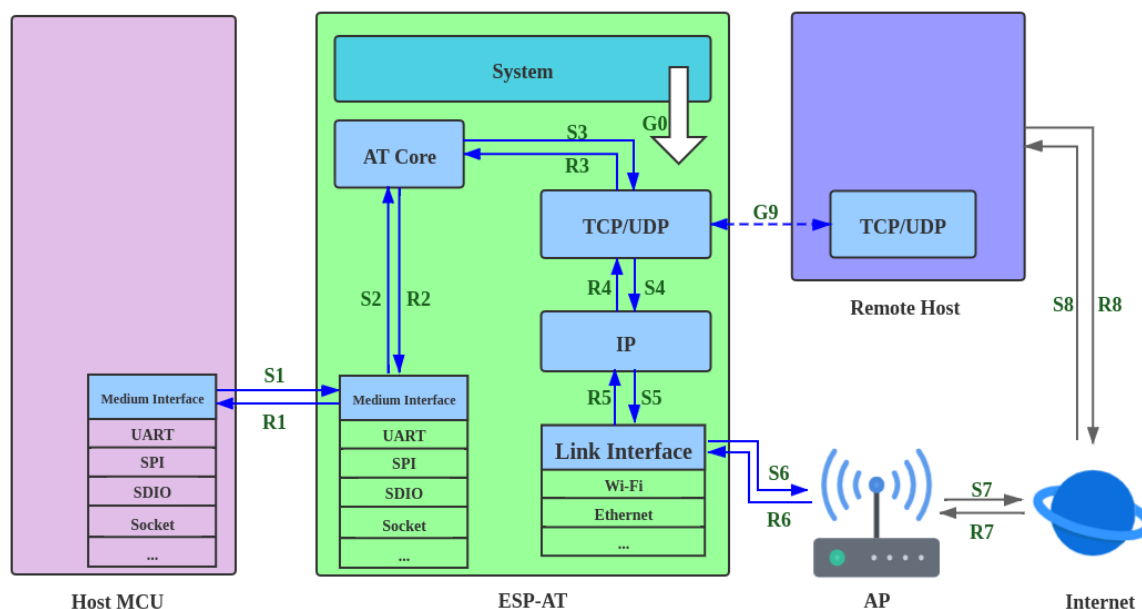 System
G0
AT Core
S3
R3
TCP/UDP
G9
TCP/UDP
S2
R2
R4
S4
S8
R8
Remote Host
IP
S1
R1
Medium Interface
UART
SPI
SDIO
Socket
...
Medium Interface
UART
SPI
SDIO
Socket
...
R5
S5
Link Interface
Wi-Fi
Ethernet
...
S6
R6
S7
R7
Host MCU
ESP-AT
AP
Internet